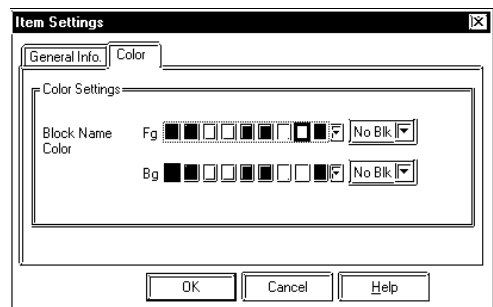 Item Settings
General Info. Color
Color Settings
Block Name Color
Fg No Blk
Bg No Blk
OK Cancel Help